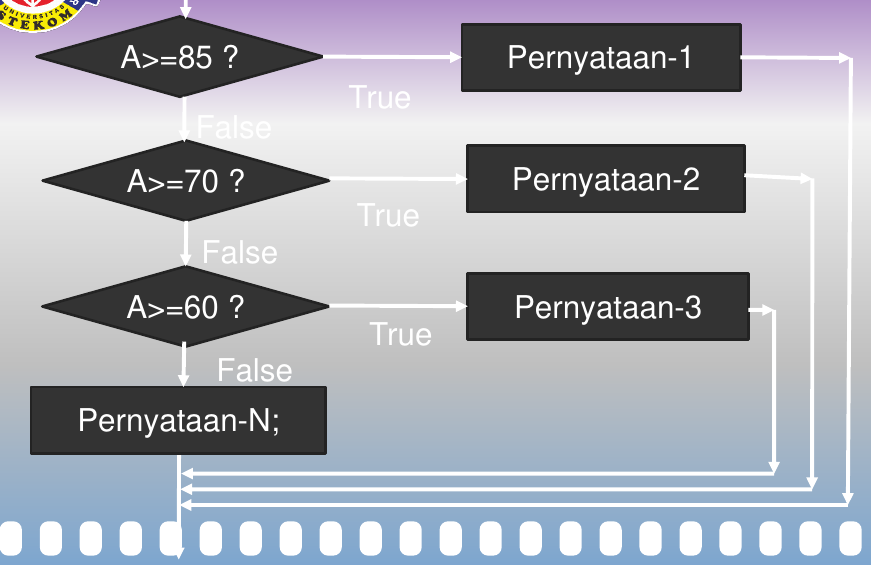 UNIVERSITAS
STEKOM
A>=85 ?
Pernyataan-1
True
False
A>=70 ?
Pernyataan-2
True
False
A>=60 ?
Pernyataan-3
True
False
Pernyataan-N;